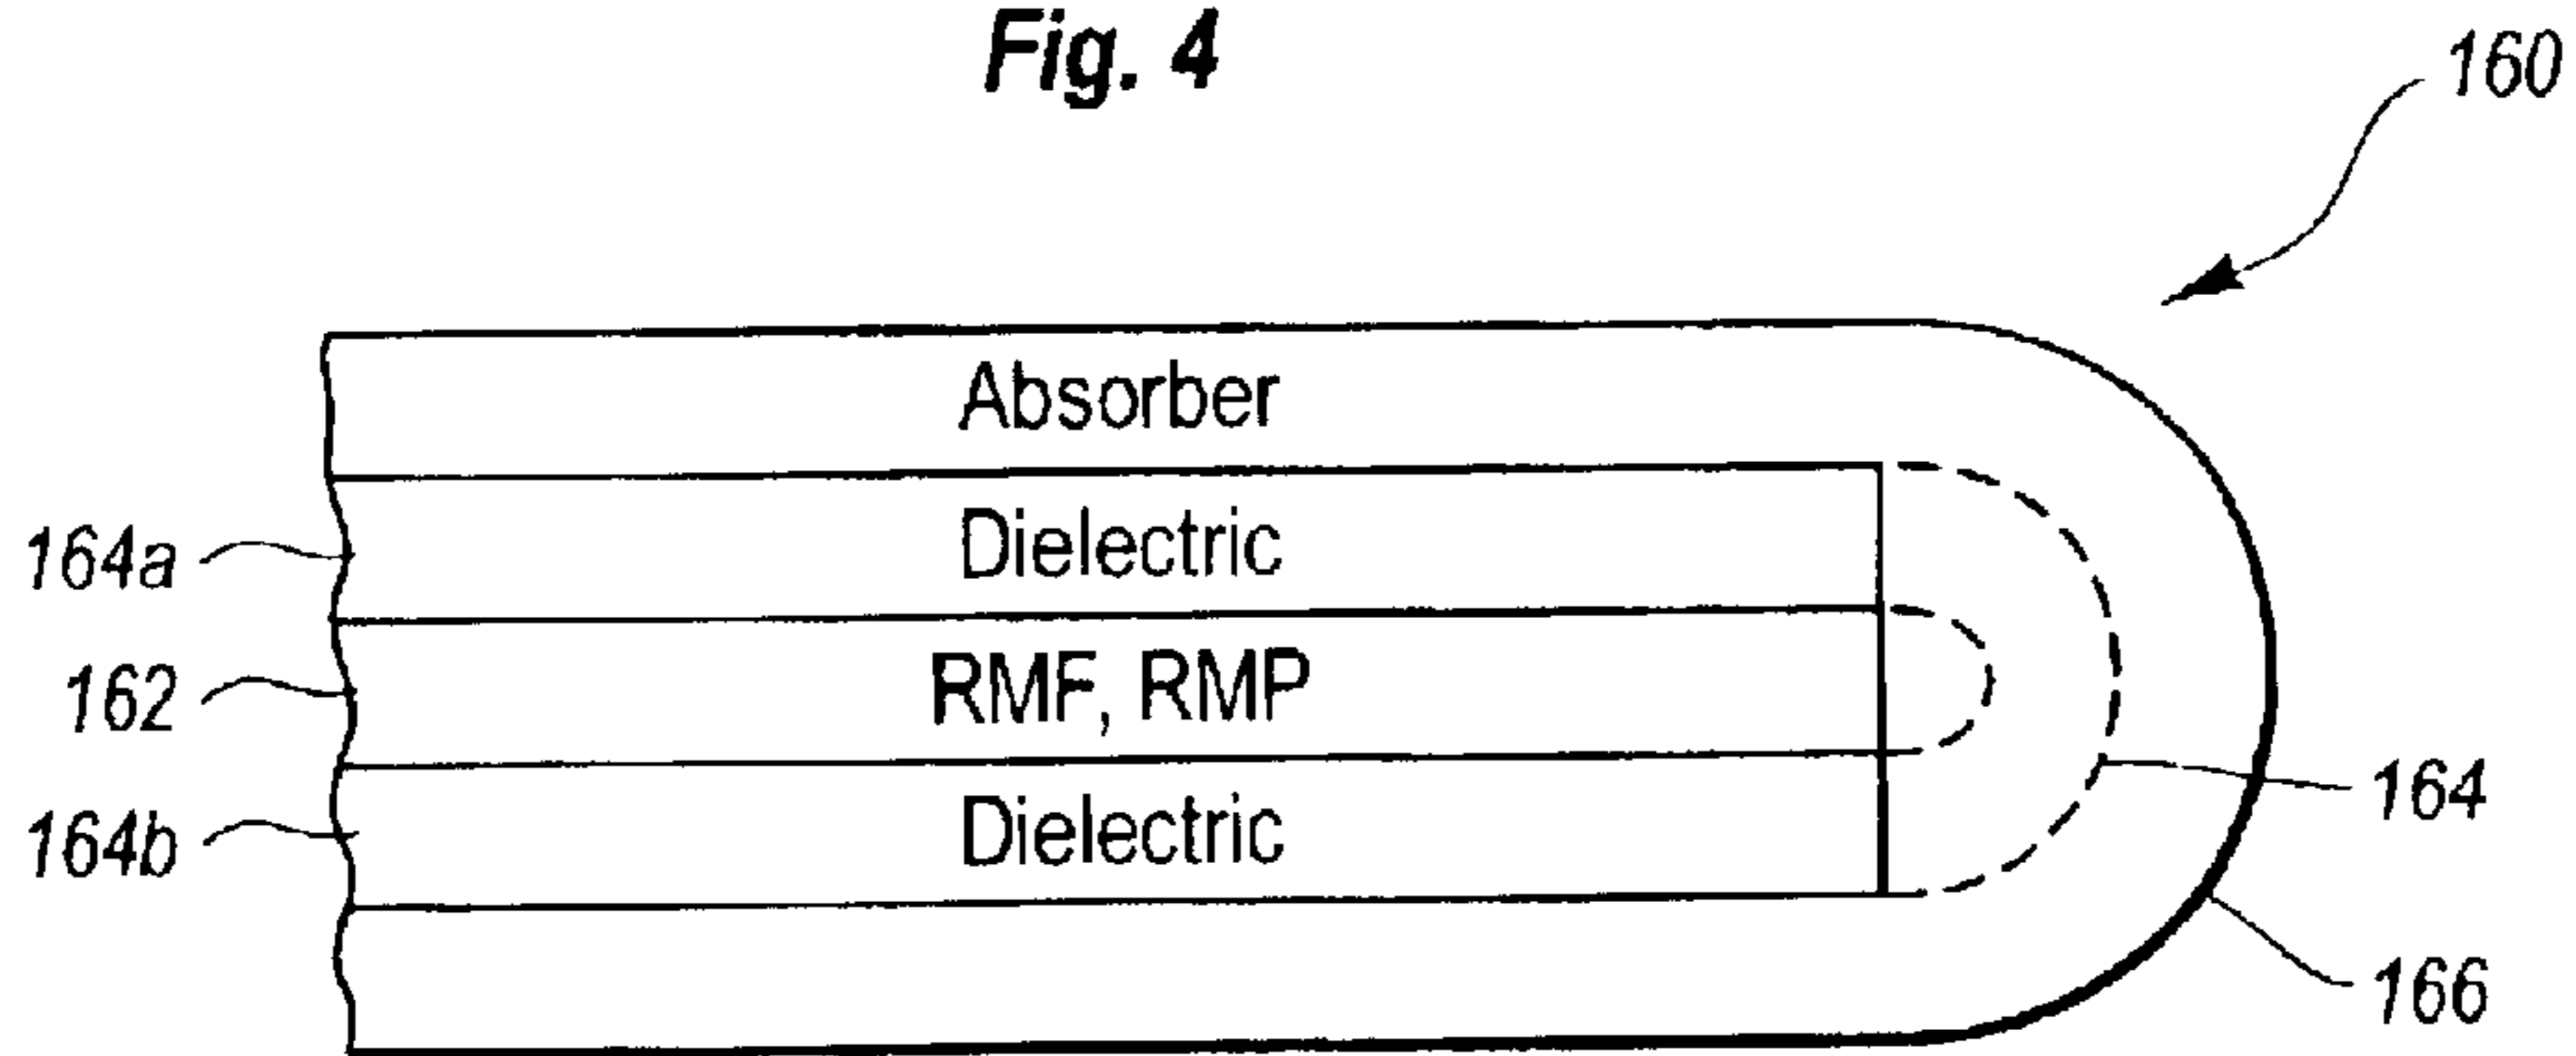 Fig. 4
160
Absorber
164a
Dielectric
162
RMF, RMP
164b
Dielectric
164
166